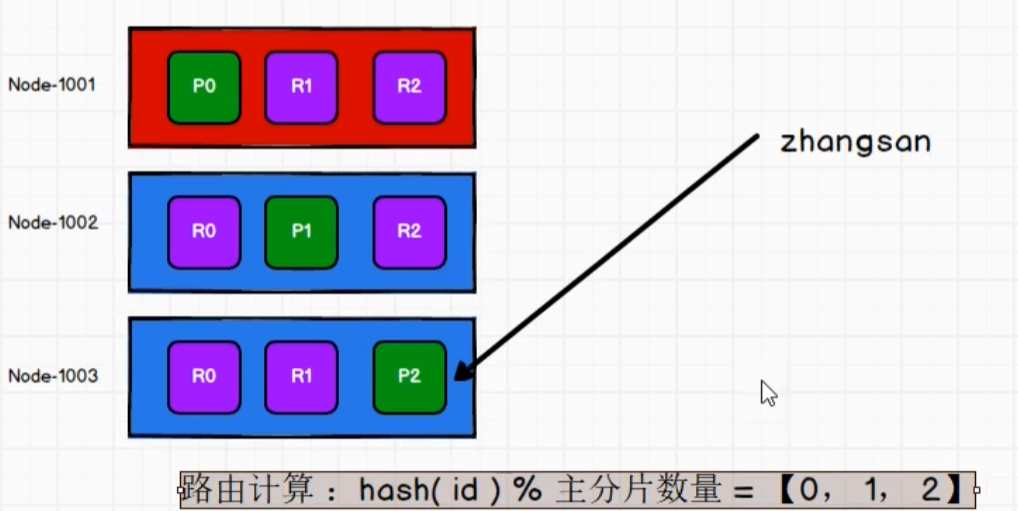 Node-1001
P0 R1 R2
zhangsan
Node-1002
R0 P1 R2
Node-1003
R0 R1 P2
路由计算 : hash( id ) % 主分片数量 = 【0, 1, 2】